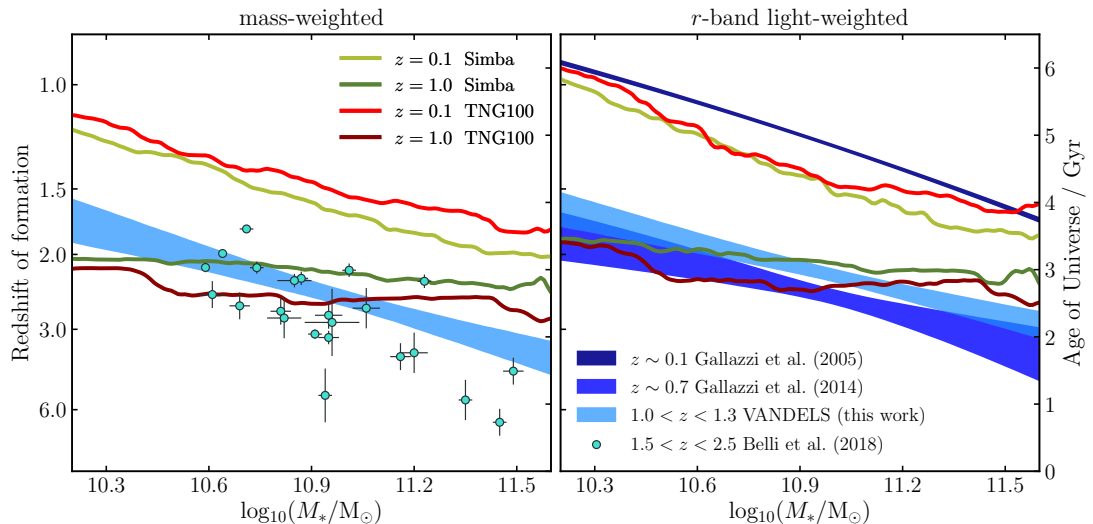 mass-weighted
r-band light-weighted
z = 0.1 Simba
z = 1.0 Simba
z = 0.1 TNG100
z = 1.0 TNG100
Redshift of formation
1.0
1.5
2.0
3.0
6.0
10.3
10.6
10.9
11.2
11.5
log₁₀(M*/M⊙)
z ∼ 0.1 Gallazzi et al. (2005)
z ∼ 0.7 Gallazzi et al. (2014)
1.0 < z < 1.3 VANDELS (this work)
1.5 < z < 2.5 Belli et al. (2018)
10.3
10.6
10.9
11.2
11.5
log₁₀(M*/M⊙)
6
5
4
3
2
1
0
Age of Universe / Gyr